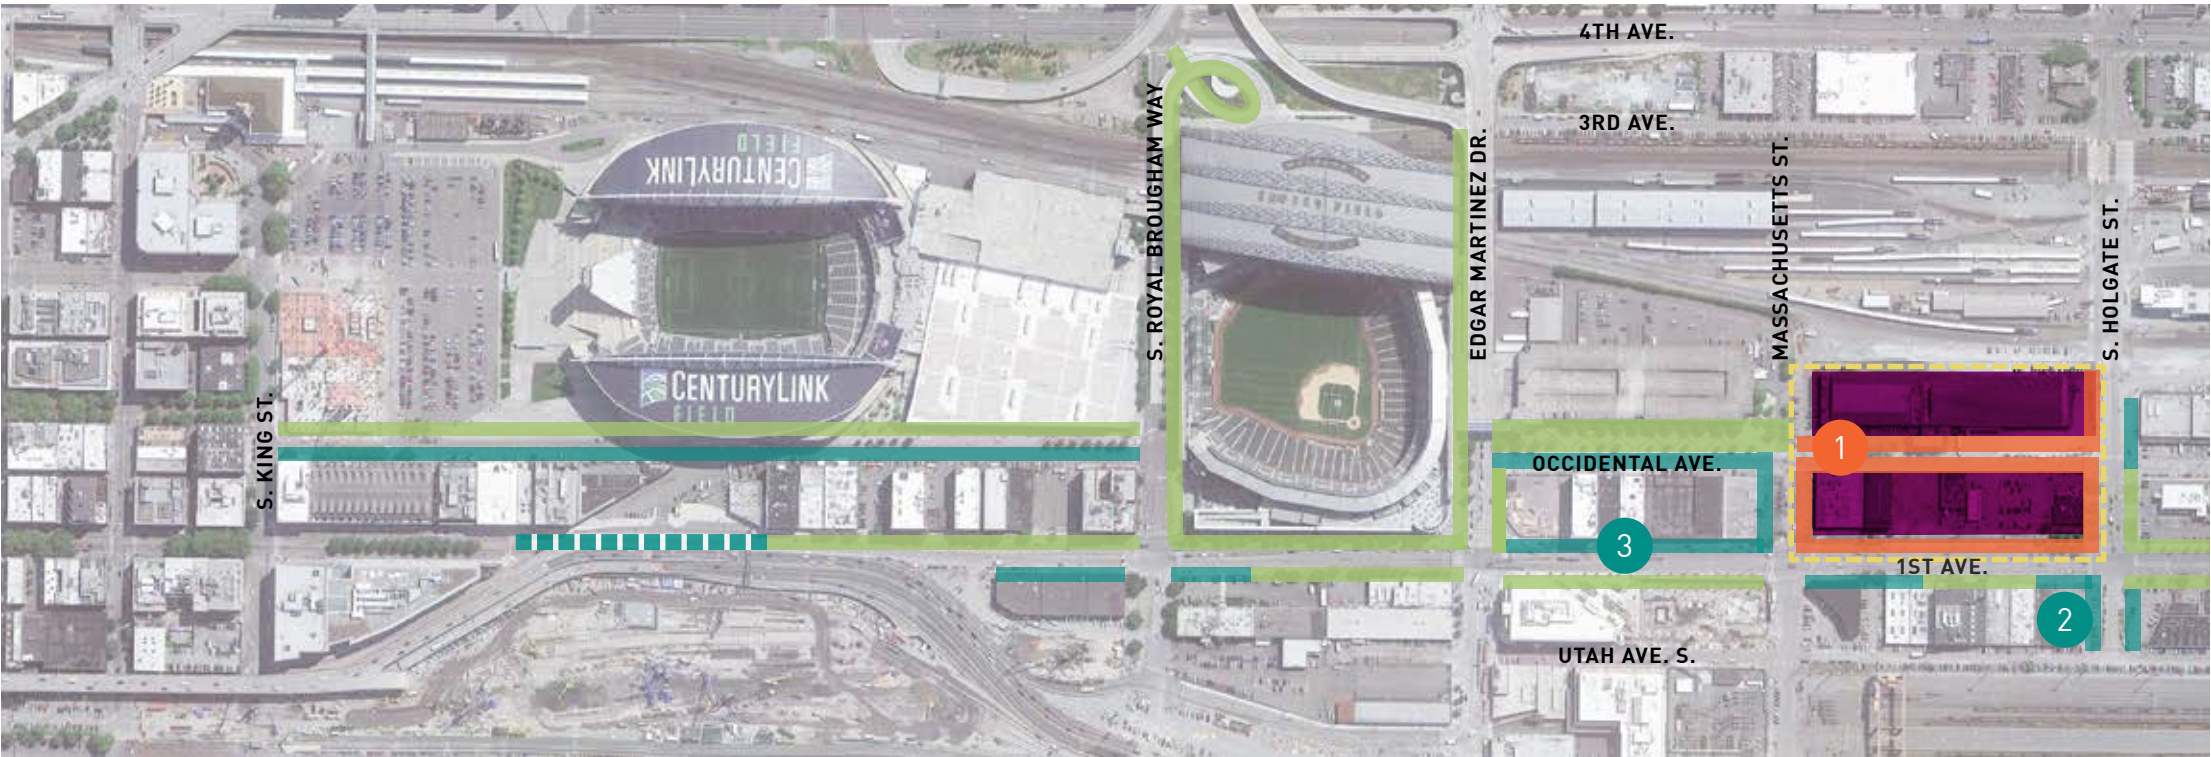 4TH AVE.
3RD AVE.
S. ROYAL BROUGHAM WAY
EDGAR MARTINEZ DR.
MASSACHUSETTS ST.
S. HOLGATE ST.
CENTURYLINK
FIELD
CENTURYLINK
FIELD
S. KING ST.
1
OCCIDENTAL AVE.
3
1ST AVE.
2
UTAH AVE. S.